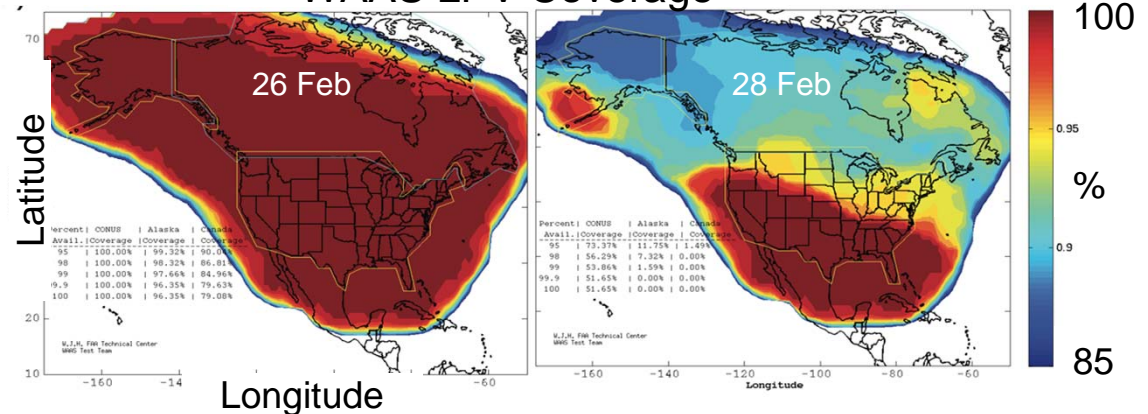 WAAS LPV Coverage
70
26 Feb
28 Feb
100
Latitude
0.95
%
Percent| CONUS | Alaska | Canada
Avail.|Coverage |Coverage | Coverage
95 | 100.00% | 99.32% |
98 | 100.00% | 98.32% | 86.81%
99 | 100.00% | 97.66% | 84.96%
99.9 | 100.00% | 96.35% | 79.63%
100 | 100.00% | 96.35% | 79.08%
Percent| CONUS | Alaska | Canada
Avail.|Coverage |Coverage | Coverage
95 | 73.37% | 11.75% | 1.49%
98 | 56.29% | 7.32% | 0.00%
99 | 53.86% | 1.59% | 0.00%
99.9 | 51.65% | 0.00% | 0.00%
100 | 51.65% | 0.00% | 0.00%
0.9
20
W.J.H. FAA Technical Center
WAAS Test Team
W.J.H. FAA Technical Center
WAAS Test Team
85
10
-160 -14 -60
-160 -140 -120 -100 -80 -60
Longitude
Longitude